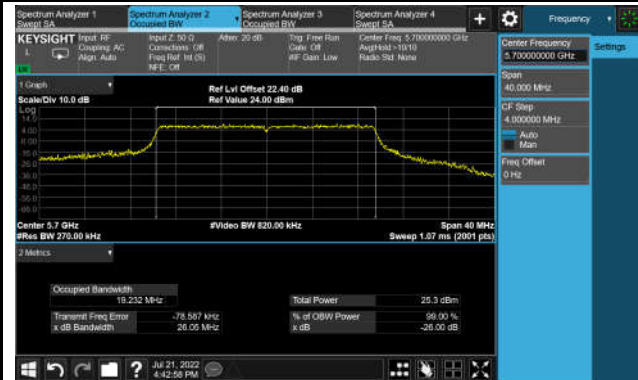 Spectrum Analyzer 1
Swept SA
Spectrum Analyzer 2
Occupied BW
Spectrum Analyzer 3
Occupied BW
Spectrum Analyzer 4
Swept SA
Frequency
KEYSIGHT
Input: RF
Coupling: AC
Align: Auto
Input Z: 50 Ω
Corrections: Off
Freq Ref: Int (S)
NFE: Off
Atten: 20 dB
Trig: Free Run
Gate: Off
#IF Gain: Low
Center Freq: 5.700000000 GHz
Avg|Hold:>10/10
Radio Std: None
Center Frequency
5.700000000 GHz
Settings
Span
40.000 MHz
CF Step
4.000000 MHz
Auto
Man
Freq Offset
0 Hz
1 Graph
Scale/Div 10.0 dB
Ref Lvl Offset 22.40 dB
Ref Value 24.00 dBm
Log
14.0
4.00
Center 5.7 GHz
#Res BW 270.00 kHz
#Video BW 820.00 kHz
Span 40 MHz
Sweep 1.07 ms (2001 pts)
2 Metrics
Occupied Bandwidth
19.232 MHz
Total Power
25.3 dBm
Transmit Freq Error
-78.587 kHz
% of OBW Power
99.00 %
x dB Bandwidth
26.05 MHz
x dB
-26.00 dB
Jul 21, 2022
4:42:58 PM